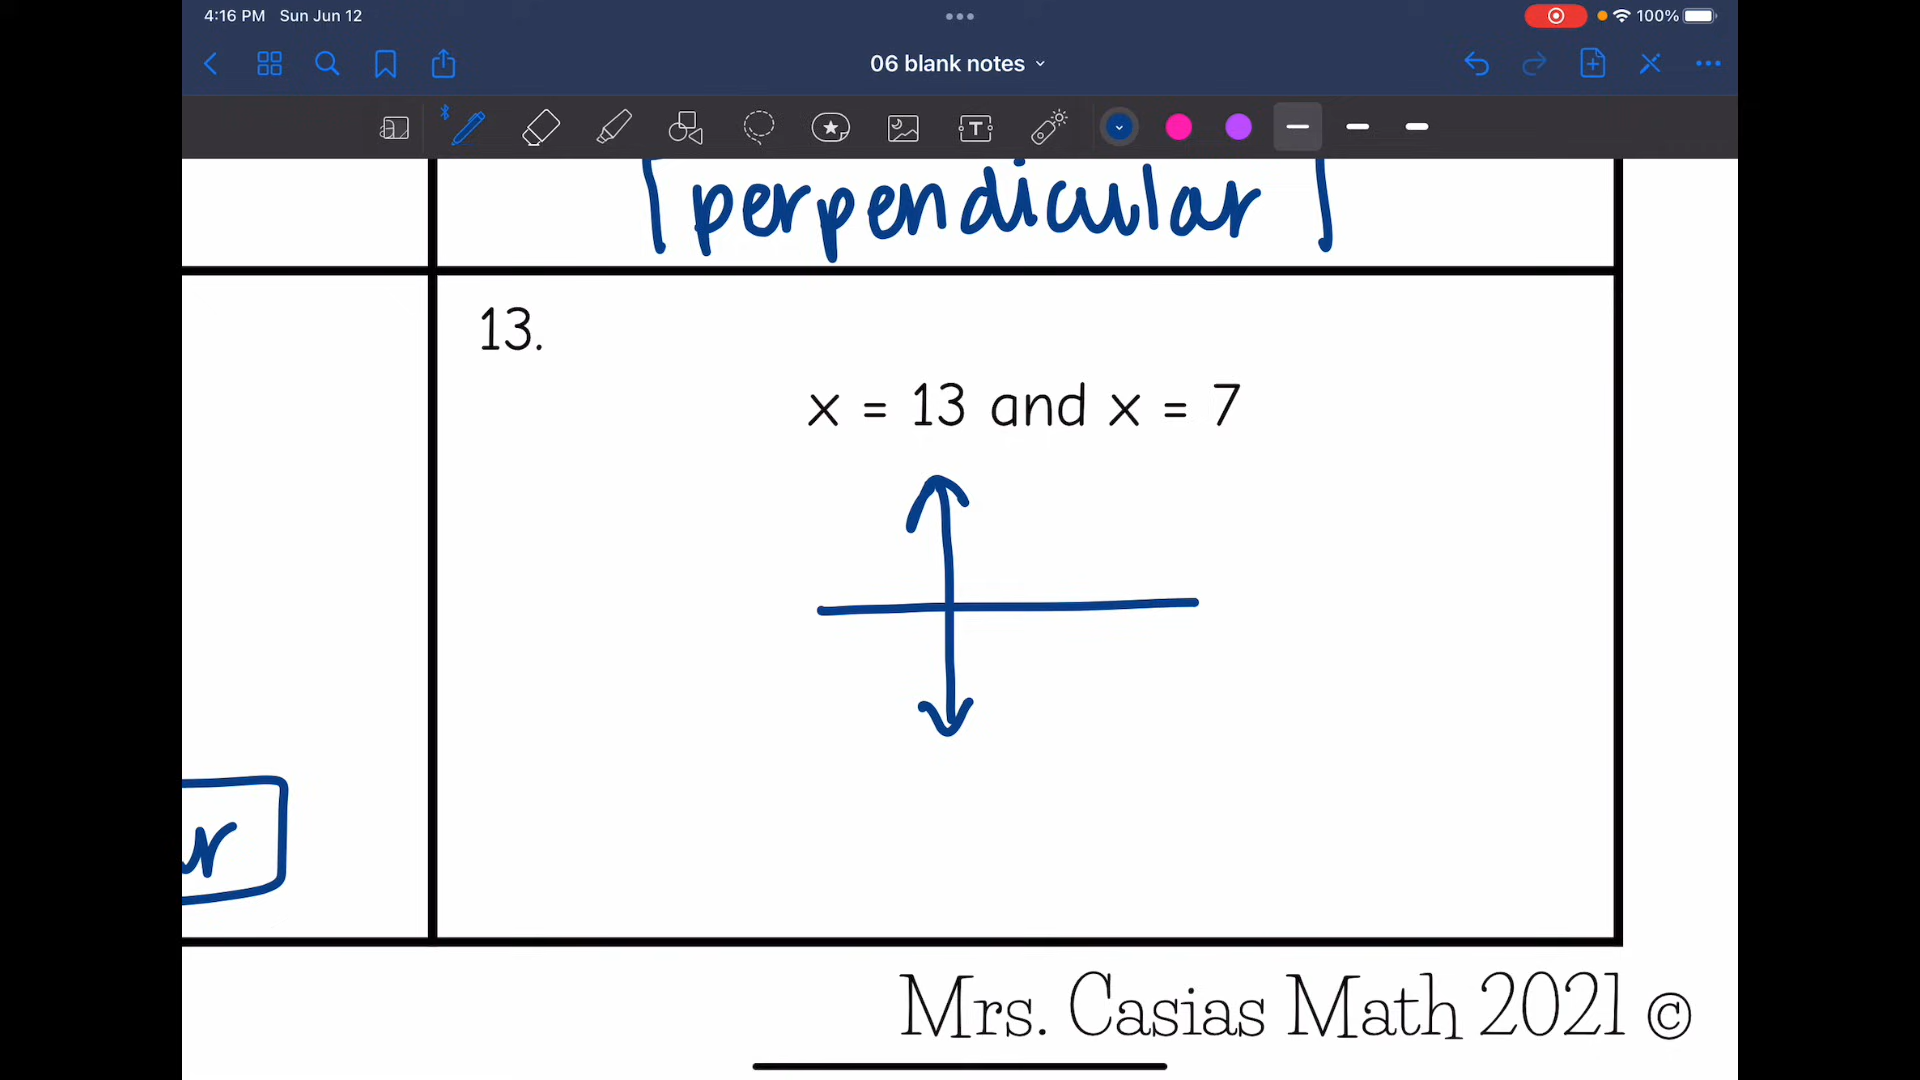 4:16 PM Sun Jun 12
100%
06 blank notes
perpendicular
13.
x = 13 and x = 7
r
Mrs. Casias Math 2021 ©